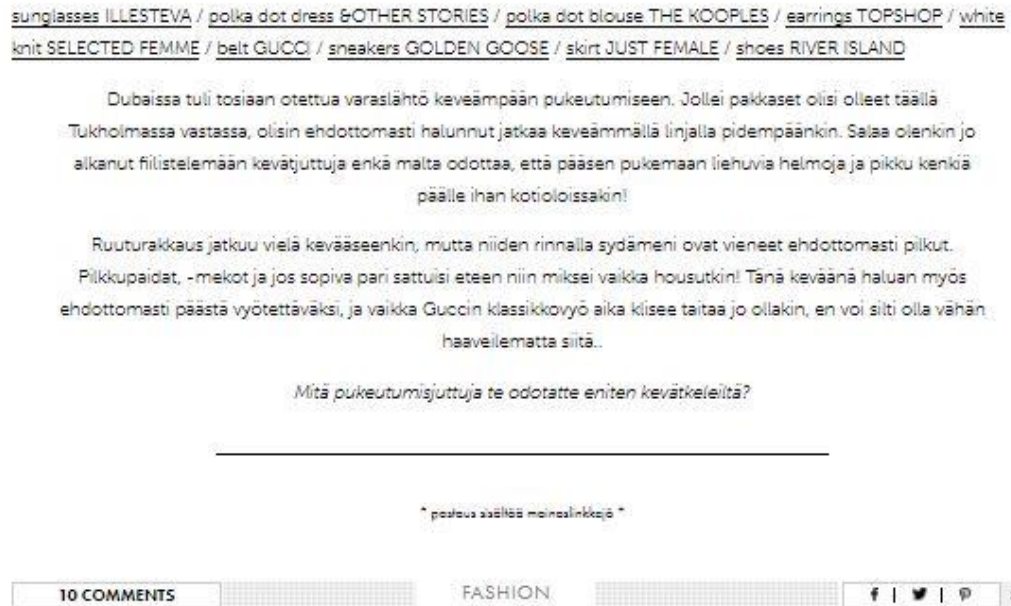 sunglasses ILLESTEVA / polka dot dress &OTHER STORIES / polka dot blouse THE KOOPLES / earrings TOPSHOP / white
knit SELECTED FEMME / belt GUCCI / sneakers GOLDEN GOOSE / skirt JUST FEMALE / shoes RIVER ISLAND
Dubaissa tuli tosiaan otettua varaslähtö keveämpään pukeutumiseen. Jollei pakkaset olisi olleet täällä
Tukholmassa vastassa, olisin ehdottomasti halunnut jatkaa keveämmällä linjalla pidempäänkin. Salaa olenkin jo
alkanut fiilistelemään kevätjuttuja enkä malta odottaa, että pääsen pukemaan liehuvia helmoja ja pikku kenkiä
päälle ihan kotioloissakin!
Ruuturakkaus jatkuu vielä kevääseenkin, mutta niiden rinnalla sydämeni ovat vieneet ehdottomasti pilkut.
Pilkkupaidat, -mekot ja jos sopiva pari sattuisi eteen niin miksei vaikka housutkin! Tänä keväänä haluan myös
ehdottomasti päästä vyötettäväksi, ja vaikka Guccin klassikkovyö aika klisee taitaa jo ollakin, en voi silti olla vähän
haaveilematta siitä..
Mitä pukeutumisjuttuja te odotatte eniten kevätkeleiltä?
* postaus sisältää mainoslinkkejä *
10 COMMENTS
FASHION